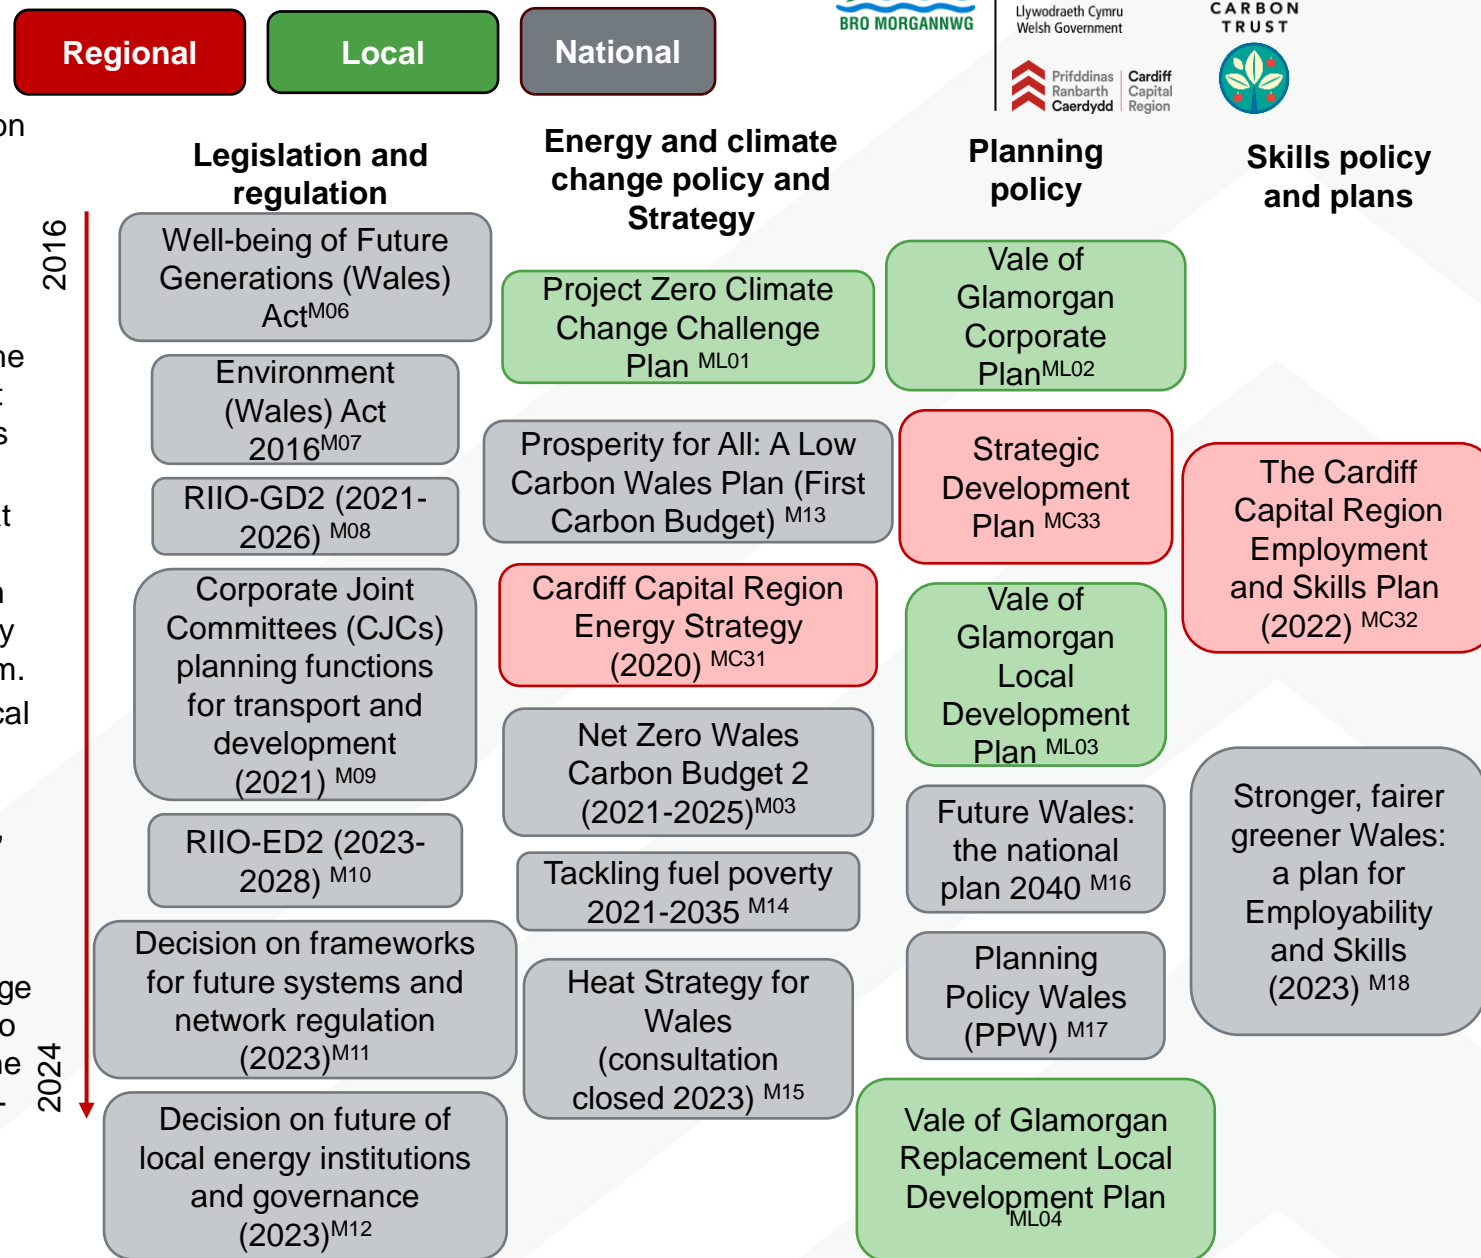 Regional
Local
National
BRO MORGANNWG
Llywodraeth Cymru
Welsh Government
CARBON
TRUST
Prifddinas
Ranbarth
Caerdydd
Cardiff
Capital
Region
Legislation and
regulation
Energy and climate
change policy and
Strategy
Planning
policy
Skills policy
and plans
2016
2024
Well-being of Future
Generations (Wales)
ActM06
Environment
(Wales) Act
2016M07
RIIO-GD2 (2021-
2026) M08
Corporate Joint
Committees (CJCs)
planning functions
for transport and
development
(2021) M09
RIIO-ED2 (2023-
2028) M10
Decision on frameworks
for future systems and
network regulation
(2023)M11
Decision on future of
local energy institutions
and governance
(2023)M12
Project Zero Climate
Change Challenge
Plan ML01
Prosperity for All: A Low
Carbon Wales Plan (First
Carbon Budget) M13
Cardiff Capital Region
Energy Strategy
(2020) MC31
Net Zero Wales
Carbon Budget 2
(2021-2025)M03
Tackling fuel poverty
2021-2035 M14
Heat Strategy for
Wales
(consultation
closed 2023) M15
Vale of
Glamorgan
Corporate
PlanML02
Strategic
Development
Plan MC33
Vale of
Glamorgan
Local
Development
Plan ML03
Future Wales:
the national
plan 2040 M16
Planning
Policy Wales
(PPW) M17
Vale of Glamorgan
Replacement Local
Development Plan
ML04
The Cardiff
Capital Region
Employment
and Skills Plan
(2022) MC32
Stronger, fairer
greener Wales:
a plan for
Employability
and Skills
(2023) M18